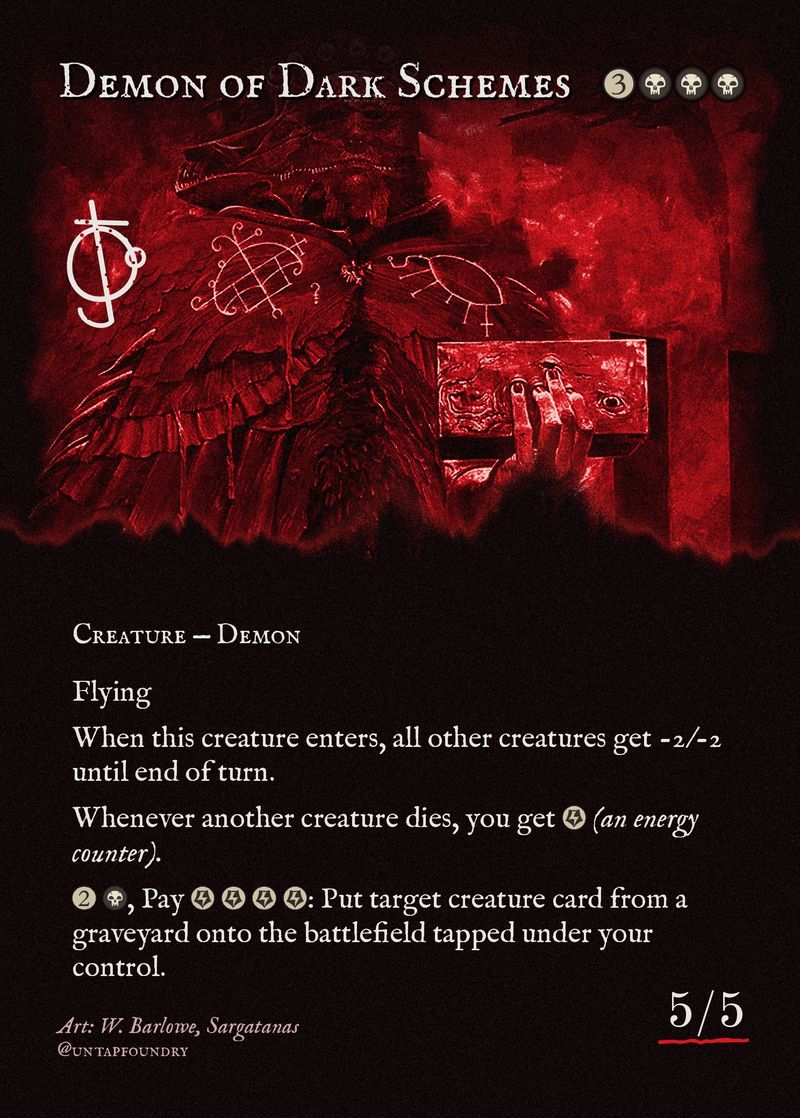 Demon of Dark Schemes 3
Creature – Demon
Flying
When this creature enters, all other creatures get -2/-2
until end of turn.
Whenever another creature dies, you get (an energy
counter).
2 , Pay : Put target creature card from a
graveyard onto the battlefield tapped under your
control.
5/5
Art: W. Barlowe, Sargatanas
@untapfoundry